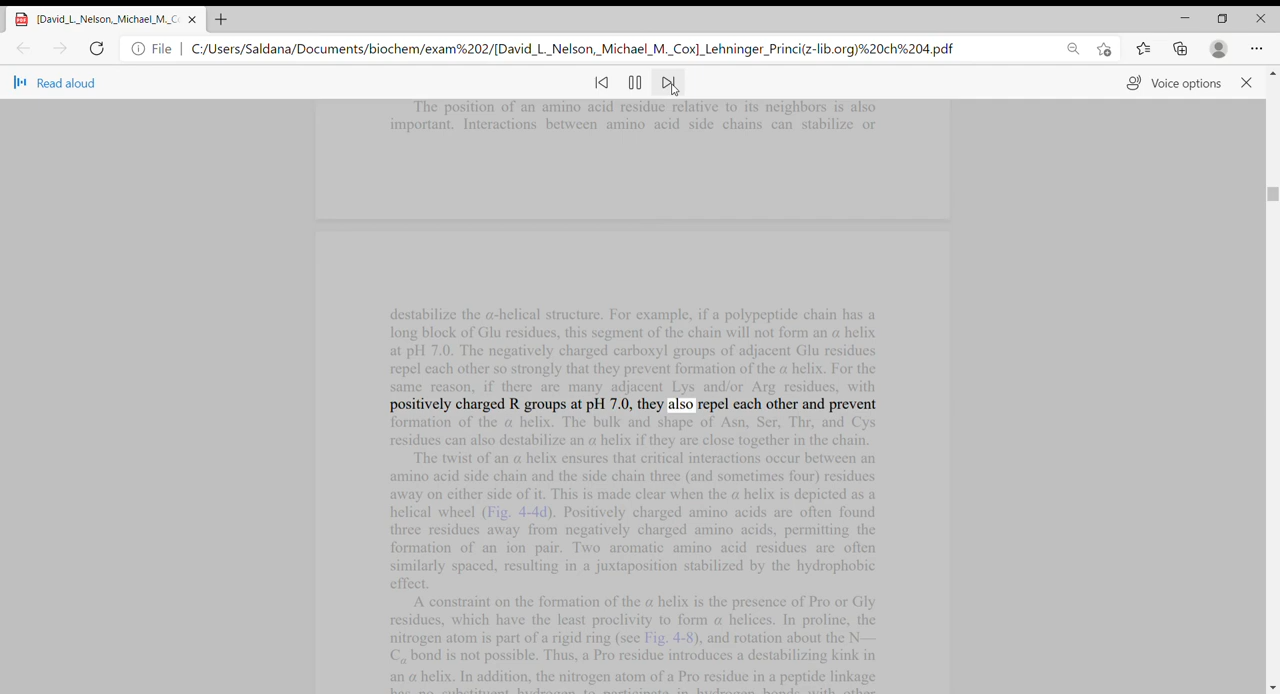 [David_L._Nelson,_Michael_M._C
File
C:/Users/Saldana/Documents/biochem/exam%202/[David_L._Nelson,_Michael_M._Cox]_Lehninger_Princi(z-lib.org)%20ch%204.pdf
Read aloud
Voice options
The position of an amino acid residue relative to its neighbors is also
important. Interactions between amino acid side chains can stabilize or
destabilize the α-helical structure. For example, if a polypeptide chain has a
long block of Glu residues, this segment of the chain will not form an α helix
at pH 7.0. The negatively charged carboxyl groups of adjacent Glu residues
repel each other so strongly that they prevent formation of the α helix. For the
same reason, if there are many adjacent Lys and/or Arg residues, with
positively charged R groups at pH 7.0, they also repel each other and prevent
formation of the α helix. The bulk and shape of Asn, Ser, Thr, and Cys
residues can also destabilize an α helix if they are close together in the chain.
The twist of an α helix ensures that critical interactions occur between an
amino acid side chain and the side chain three (and sometimes four) residues
away on either side of it. This is made clear when the α helix is depicted as a
helical wheel (Fig. 4-4d). Positively charged amino acids are often found
three residues away from negatively charged amino acids, permitting the
formation of an ion pair. Two aromatic amino acid residues are often
similarly spaced, resulting in a juxtaposition stabilized by the hydrophobic
effect.
A constraint on the formation of the α helix is the presence of Pro or Gly
residues, which have the least proclivity to form α helices. In proline, the
nitrogen atom is part of a rigid ring (see Fig. 4-8), and rotation about the N—
Cα bond is not possible. Thus, a Pro residue introduces a destabilizing kink in
an α helix. In addition, the nitrogen atom of a Pro residue in a peptide linkage
has no substituent hydrogen to participate in hydrogen bonds with other